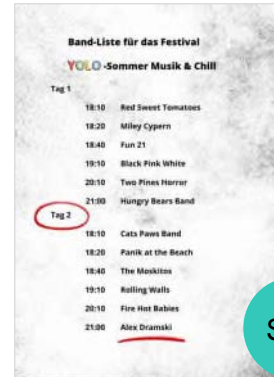 Band-Liste für das Festival
YOLO-Sommer Musik & Chill
Tag 1
18:10 Red Sweet Tomatoes
18:20 Miley Cypern
18:40 Fun 21
19:10 Black Pink White
20:10 Two Pines Horror
21:00 Hungry Bears Band
Tag 2
18:10 Cats Paws Band
18:20 Panik at the Beach
18:40 The Moskitos
19:10 Rolling Walls
20:10 Fire Hot Babies
21:00 Alex Dramski
S